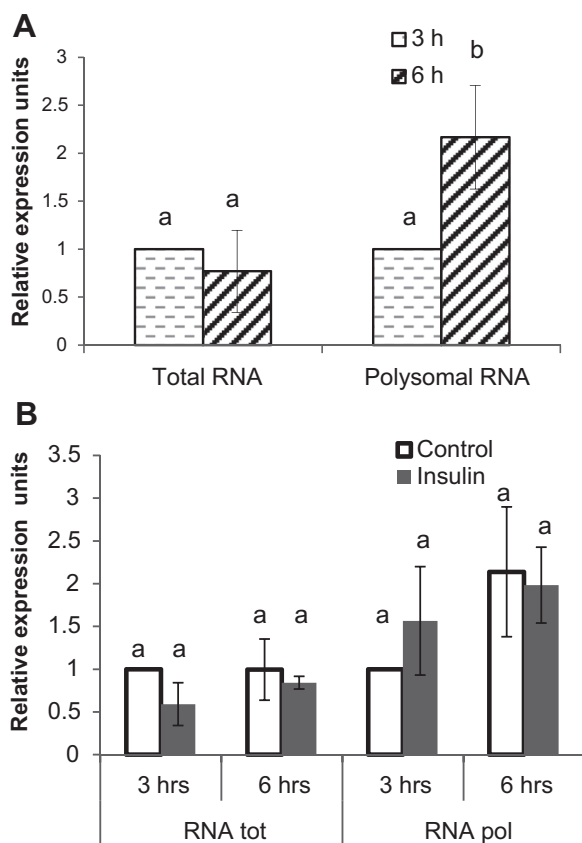 A
3 h
6 h
Relative expression units
3
2.5
2
1.5
1
0.5
0
a
a
a
b
Total RNA
Polysomal RNA
B
Control
Insulin
Relative expression units
3.5
3
2.5
2
1.5
1
0.5
0
a
a
a
a
a
a
a
a
3 hrs
6 hrs
3 hrs
6 hrs
RNA tot
RNA pol